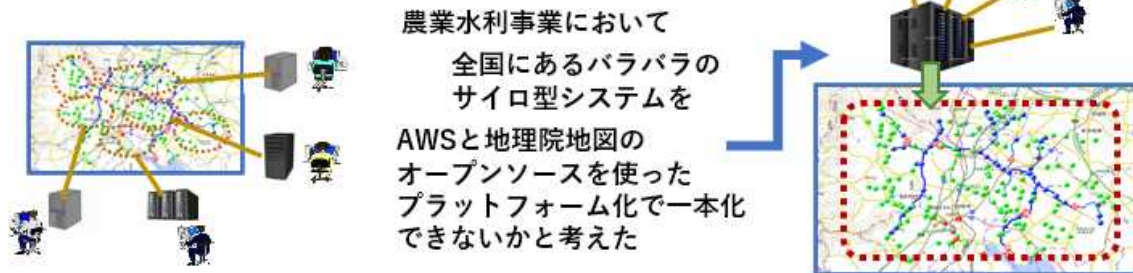 農業水利事業において
全国にあるバラバラの
サイロ型システムを
AWSと地理院地図の
オープンソースを使った
プラットフォーム化で一本化
できないかと考えた